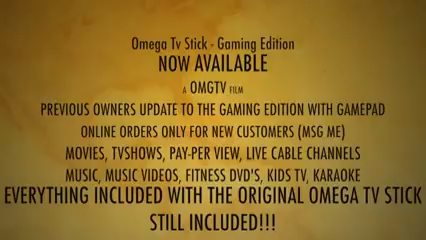 Omega Tv Stick - Gaming Edition
NOW AVAILABLE
A OMGTV FILM
PREVIOUS OWNERS UPDATE TO THE GAMING EDITION WITH GAMEPAD
ONLINE ORDERS ONLY FOR NEW CUSTOMERS (MSG ME)
MOVIES, TVSHOWS, PAY-PER VIEW, LIVE CABLE CHANNELS
MUSIC, MUSIC VIDEOS, FITNESS DVD'S, KIDS TV, KARAOKE
EVERYTHING INCLUDED WITH THE ORIGINAL OMEGA TV STICK
STILL INCLUDED!!!